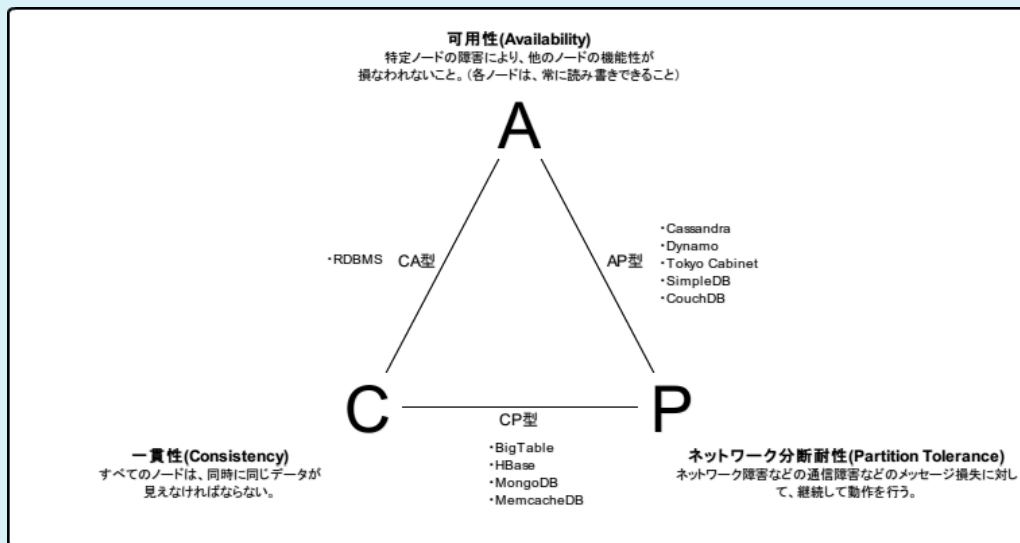 可用性(Availability)
特定ノードの障害により、他のノードの機能性が
損なわれないこと。(各ノードは、常に読み書きできること)
A
・RDBMS CA型
AP型
・Cassandra
・Dynamo
・Tokyo Cabinet
・SimpleDB
・CouchDB
C
P
CP型
・BigTable
・HBase
・MongoDB
・MemcacheDB
一貫性(Consistency)
すべてのノードは、同時に同じデータが
見えなければならない。
ネットワーク分断耐性(Partition Tolerance)
ネットワーク障害などの通信障害などのメッセージ損失に対し
て、継続して動作を行う。